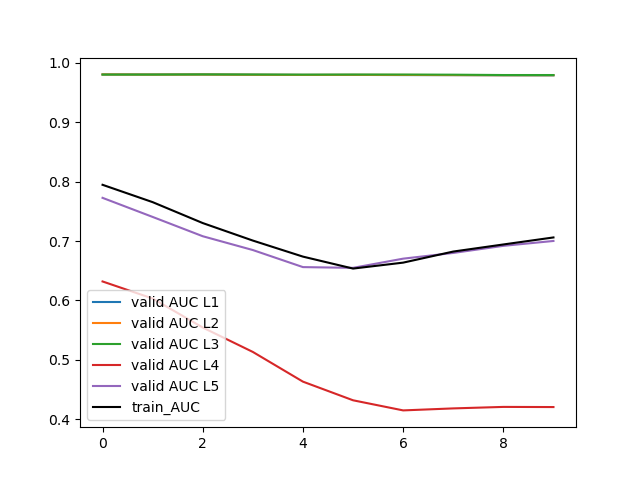 1.0
0.9
0.8
0.7
0.6
0.5
0.4
valid AUC L1
valid AUC L2
valid AUC L3
valid AUC L4
valid AUC L5
train_AUC
0 2 4 6 8